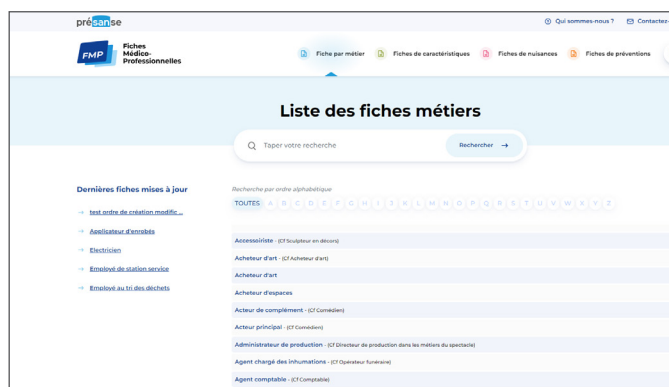 présanse
Qui sommes-nous ?
Contactez-
FMP
Fiches
Médico-
Professionnelles
Fiche par métier
Fiches de caractéristiques
Fiches de nuisances
Fiches de préventions
Liste des fiches métiers
Taper votre recherche
Rechercher →
Dernières fiches mises à jour
→ test ordre de création modific ...
→ Applicateur d'enrobés
→ Electricien
→ Employé de station service
→ Employé au tri des déchets
Recherche par ordre alphabétique
TOUTES A B C D E F G H I J K L M N O P Q R S T U V W X Y Z
Accessoiriste - (Cf Sculpteur en décors)
Acheteur d'art - (Cf Acheteur d'art)
Acheteur d'art
Acheteur d'espaces
Acteur de complément - (Cf Comédien)
Acteur principal - (Cf Comédien)
Administrateur de production - (Cf Directeur de production dans les métiers du spectacle)
Agent chargé des inhumations - (Cf Opérateur funéraire)
Agent comptable - (Cf Comptable)